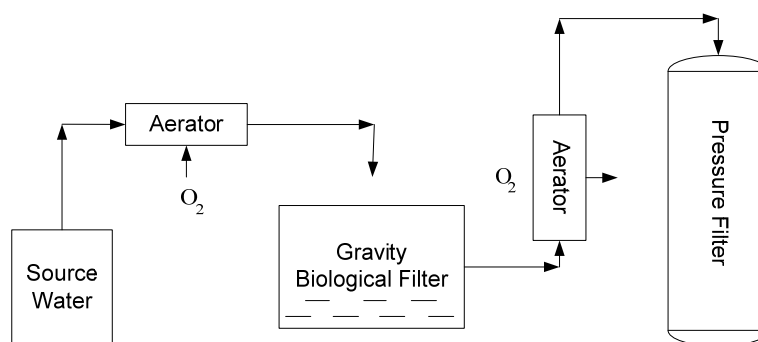 Aerator
O2
Source
Water
Gravity
Biological Filter
O2
Aerator
Pressure Filter